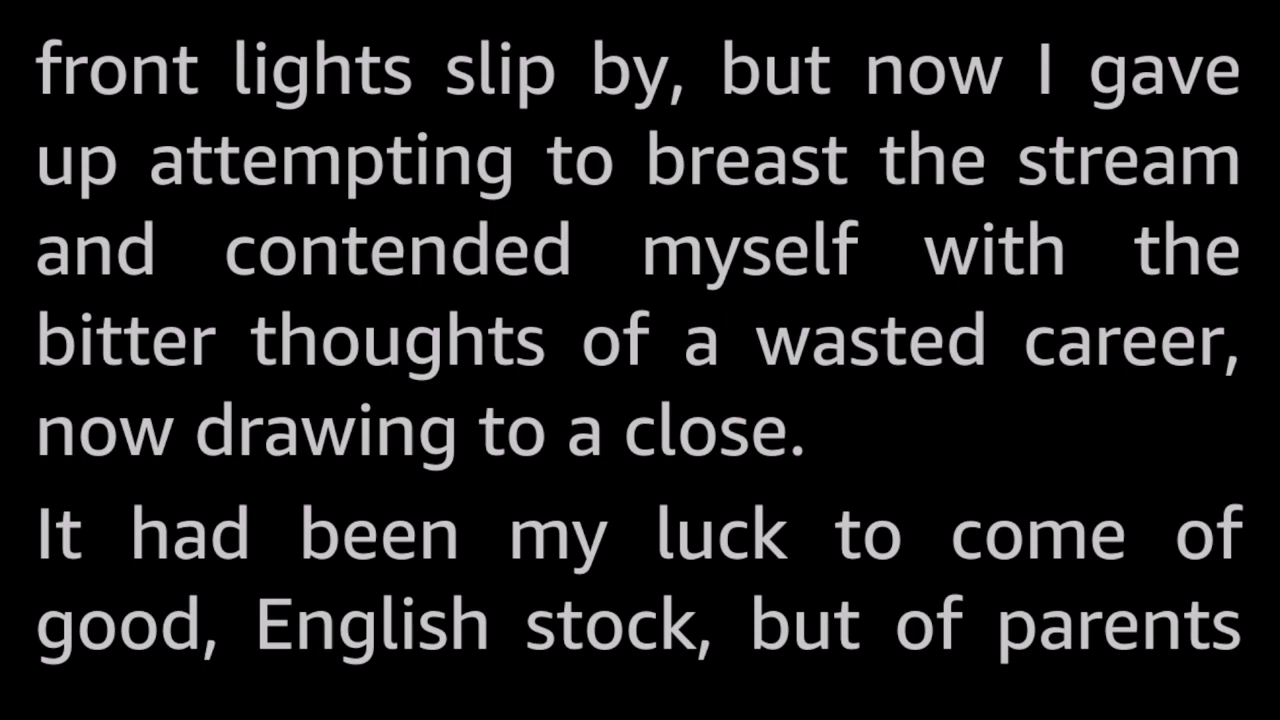 front lights slip by, but now I gave
up attempting to breast the stream
and contended myself with the
bitter thoughts of a wasted career,
now drawing to a close.
It had been my luck to come of
good, English stock, but of parents